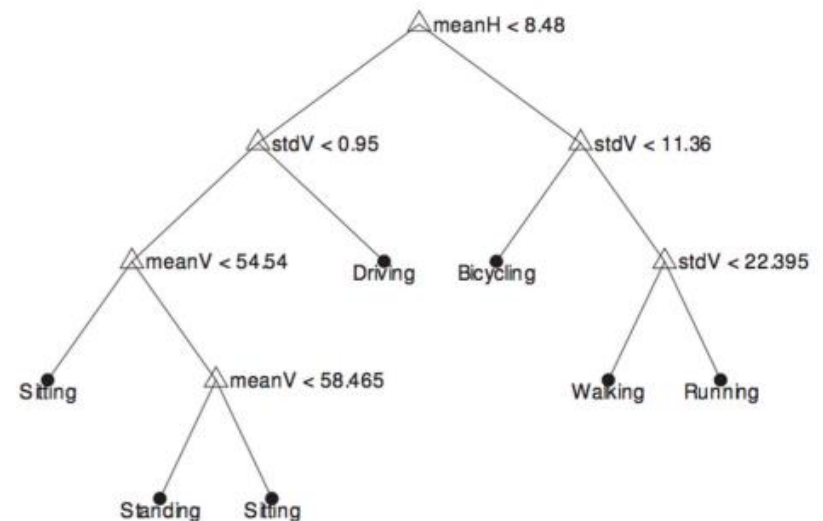 meanH < 8.48
stdV < 0.95
stdV < 11.36
meanV < 54.54
Driving
Bicycling
stdV < 22.395
Sitting
meanV < 58.465
Walking
Running
Standing
Sitting